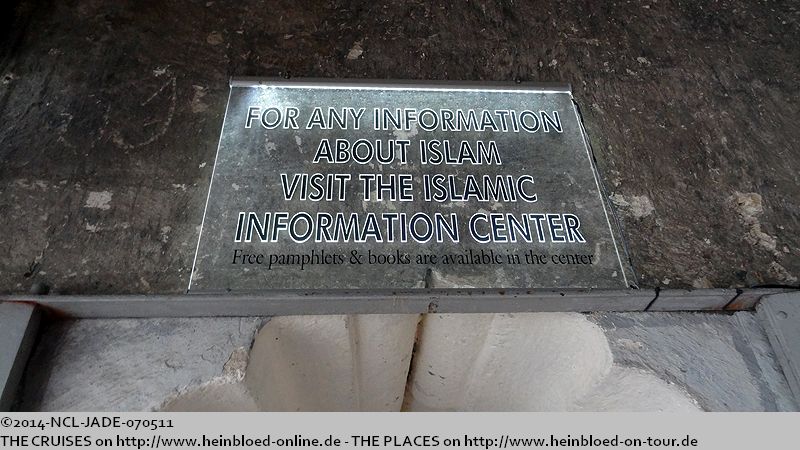 FOR ANY INFORMATION
ABOUT ISLAM
VISIT THE ISLAMIC
INFORMATION CENTER
Free pamphlets & books are available in the center
©2014-NCL-JADE-070511
THE CRUISES on http://www.heinbloed-online.de - THE PLACES on http://www.heinbloed-on-tour.de